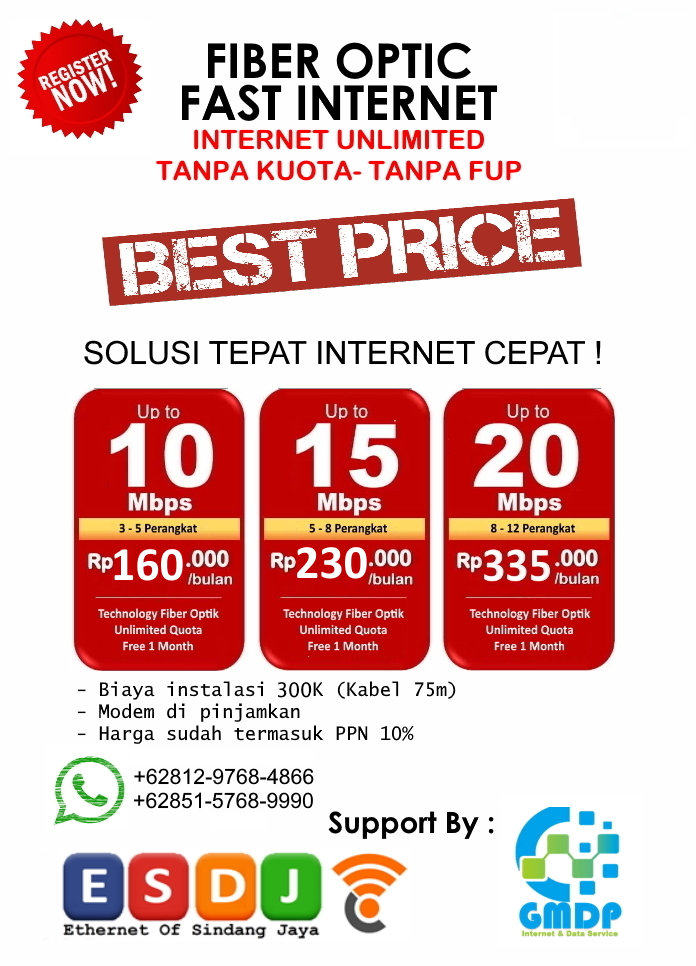 REGISTER
NOW!
FIBER OPTIC
FAST INTERNET
INTERNET UNLIMITED
TANPA KUOTA- TANPA FUP
BEST PRICE
SOLUSI TEPAT INTERNET CEPAT !
Up to
10
Mbps
3 - 5 Perangkat
Rp160.000
/bulan
Technology Fiber Optik
Unlimited Quota
Free 1 Month
Up to
15
Mbps
5 - 8 Perangkat
Rp230.000
/bulan
Technology Fiber Optik
Unlimited Quota
Free 1 Month
Up to
20
Mbps
8 - 12 Perangkat
Rp335.000
/bulan
Technology Fiber Optik
Unlimited Quota
Free 1 Month
- Biaya instalasi 300K (Kabel 75m)
- Modem di pinjamkan
- Harga sudah termasuk PPN 10%
+62812-9768-4866
+62851-5768-9990
Support By :
E S D J
Ethernet Of Sindang Jaya
GMDP
Internet & Data Service